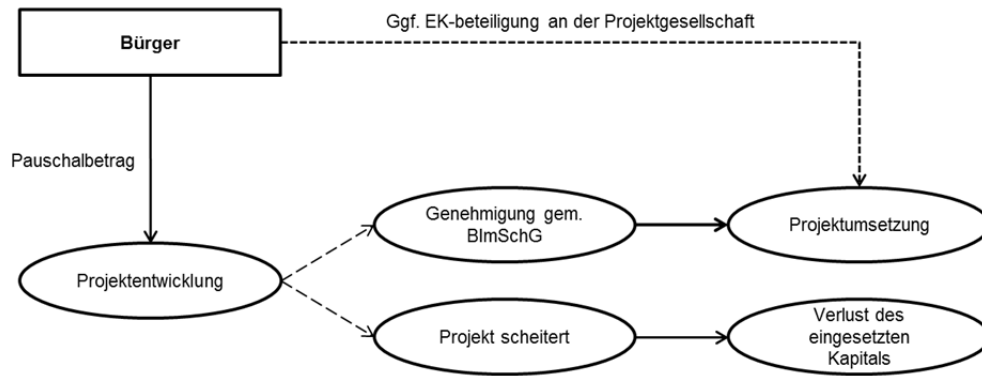 Ggf. EK-beteiligung an der Projektgesellschaft
Bürger
Pauschalbetrag
Genehmigung gem.
BImSchG
Projektumsetzung
Projektentwicklung
Projekt scheitert
Verlust des
eingesetzten
Kapitals